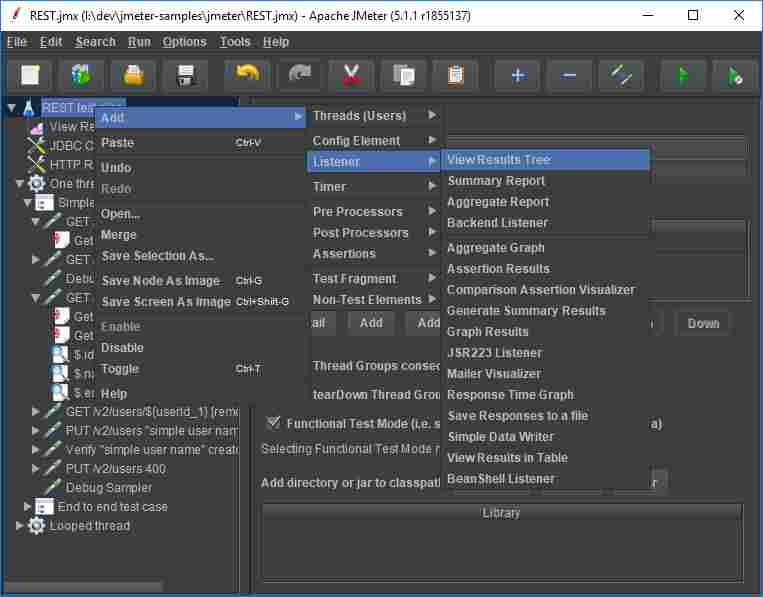 REST.jmx (I:\dev\jmeter-samples\jmeter\REST.jmx) - Apache JMeter (5.1.1 r1855137)
File Edit Search Run Options Tools Help
REST
View Re
JDBC C
HTTP R
One thre
Simple
GET
Get
GET
Debu
GET
Get
Get
$.id
$.na
$.e
GET /v2/users/${userId_1} [rem
PUT /v2/users "simple user nam
Verify "simple user name" create
PUT /v2/users 400
Debug Sampler
End to end test case
Looped thread
Add
Paste Ctrl-V
Undo
Redo
Open...
Merge
Save Selection As...
Save Node As Image Ctrl-G
Save Screen As Image Ctrl+Shift-G
Enable
Disable
Toggle Ctrl-T
Help
Threads (Users)
Config Element
Listener
Timer
Pre Processors
Post Processors
Assertions
Test Fragment
Non-Test Elements
View Results Tree
Summary Report
Aggregate Report
Backend Listener
Aggregate Graph
Assertion Results
Comparison Assertion Visualizer
Generate Summary Results
Graph Results
JSR223 Listener
Mailer Visualizer
Response Time Graph
Save Responses to a file
Simple Data Writer
View Results in Table
BeanShell Listener
ail Add Add Down
Thread Groups consec
tearDown Thread Grou
Functional Test Mode (i.e. s a)
Selecting Functional Test Mode
Add directory or jar to classpat r
Library